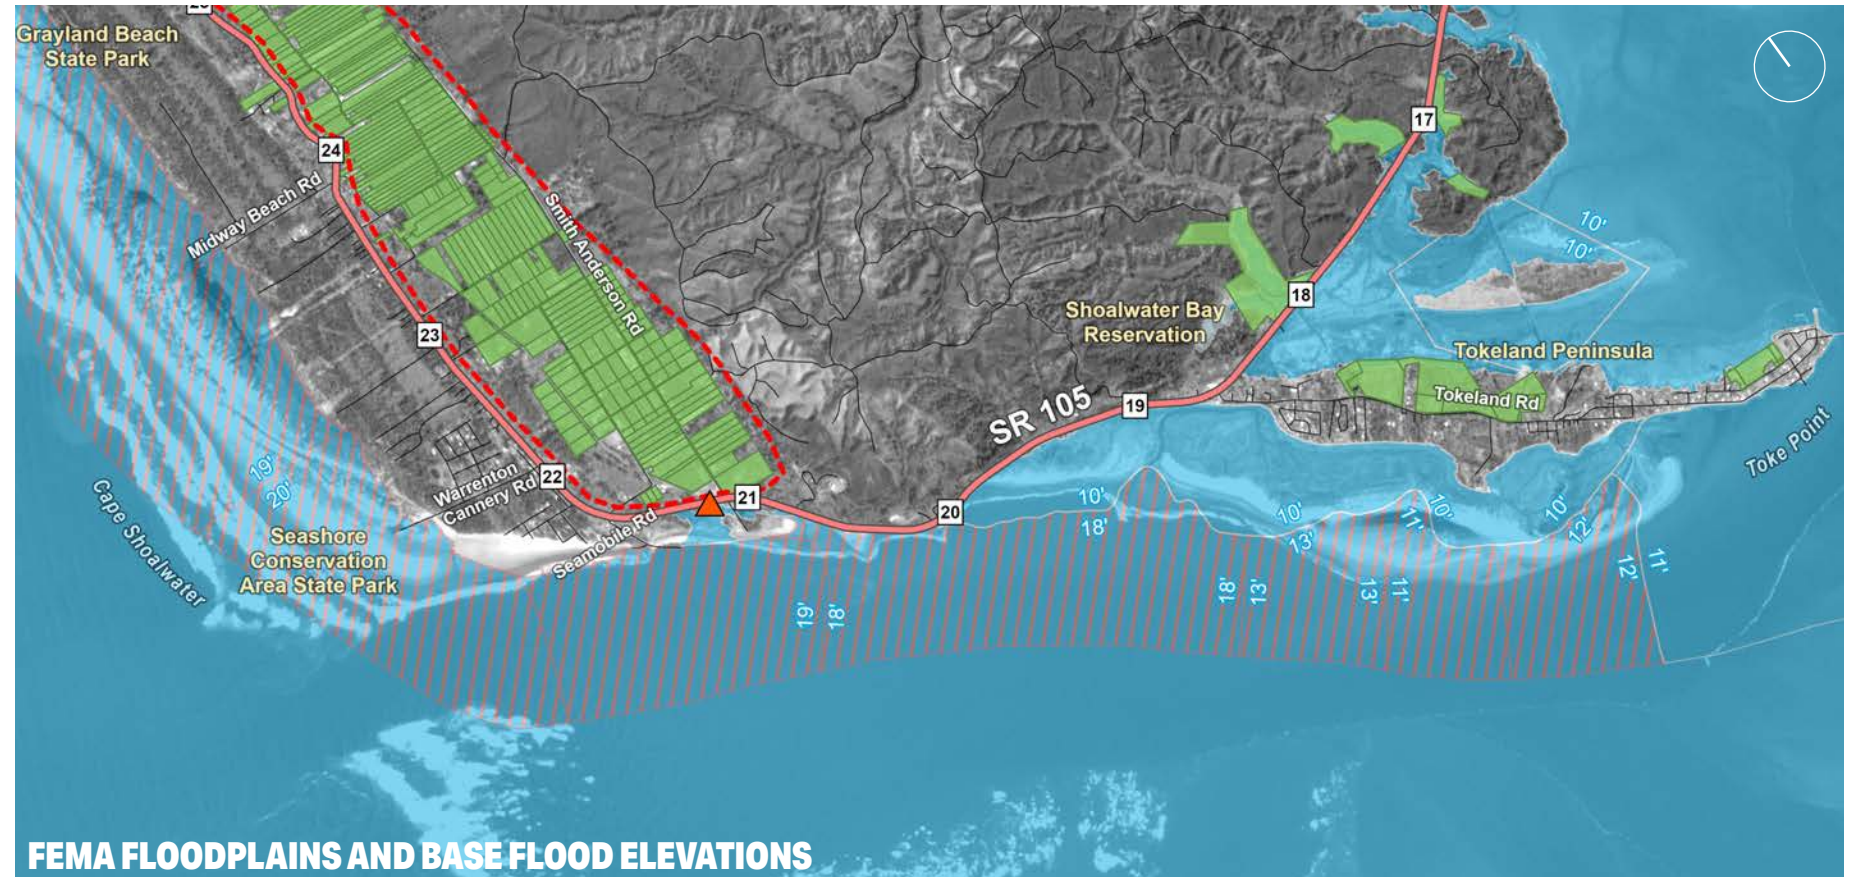 Grayland Beach
State Park
24
Midway Beach Rd
Smith Anderson Rd
23
17
10'
10'
18
Shoalwater Bay
Reservation
Tokeland Peninsula
Tokeland Rd
SR 105
19
Toke Point
19'
20'
Cape Shoalwater
Warrenton
Cannery Rd
22
21
20
Seamobile Rd
Seashore
Conservation
Area State Park
10'
18'
10'
13'
10'
11'
10'
12'
12'
11'
19'
18'
18'
13'
13'
11'
FEMA FLOODPLAINS AND BASE FLOOD ELEVATIONS